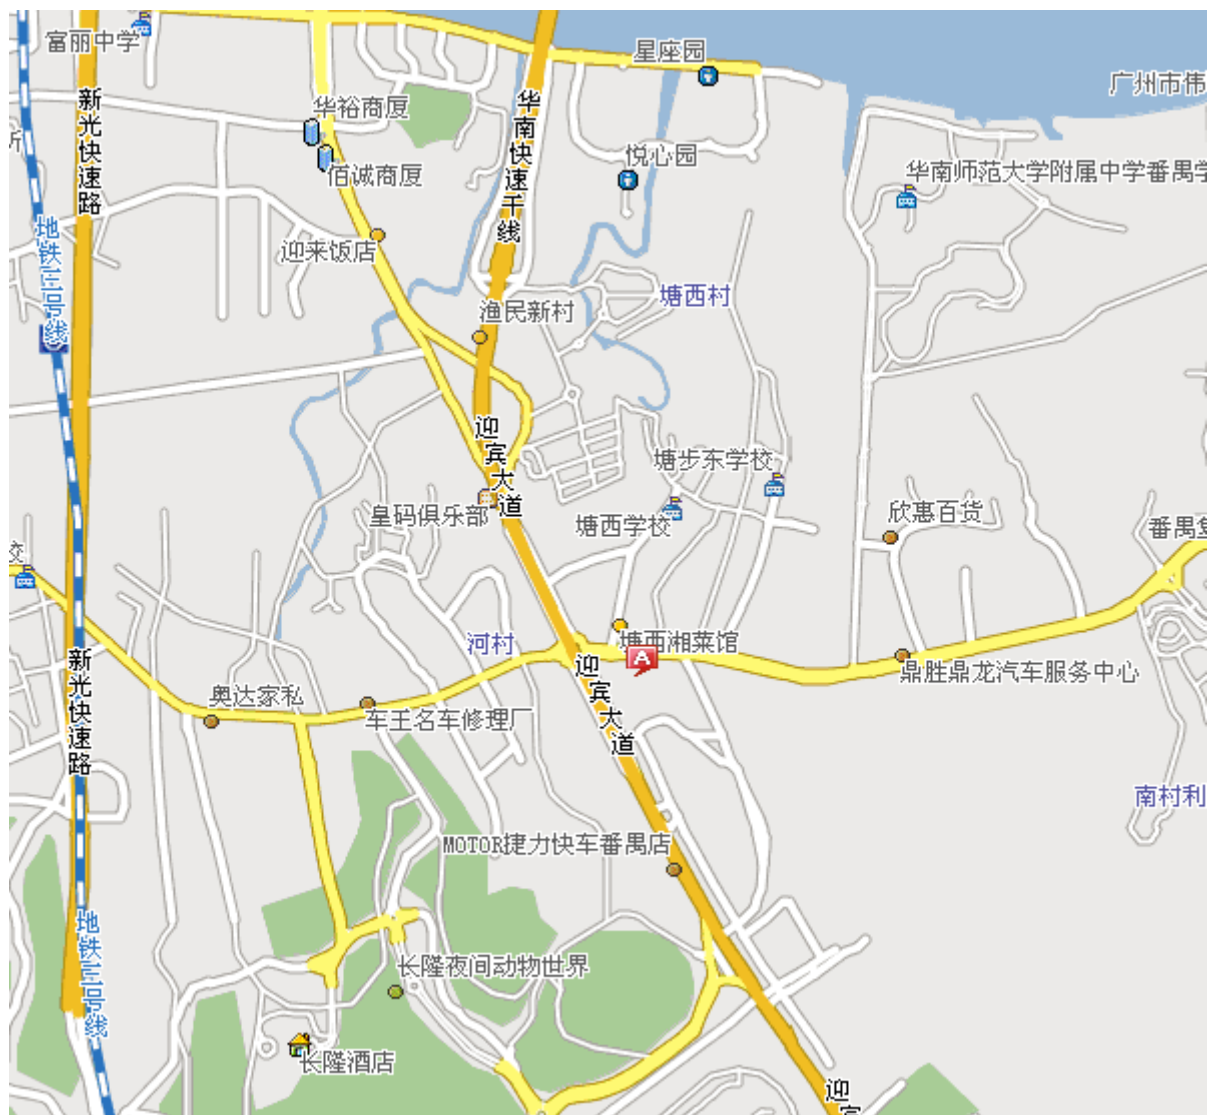 富丽中学
星座园
广州市伟
新光快速路
华裕商厦
华南快速干线
悦心园
佰诚商厦
华南师范大学附属中学番禺学
地铁三号线
迎来饭店
塘西村
渔民新村
迎宾大道
塘步东学校
皇码俱乐部
塘西学校
欣惠百货
番禺
校
河村
塘西湘菜馆
A
新光快速路
迎宾大道
鼎胜鼎龙汽车服务中心
奥达家私
车王名车修理厂
南村利
MOTOR捷力快车番禺店
地铁三号线
长隆夜间动物世界
长隆酒店
迎宾